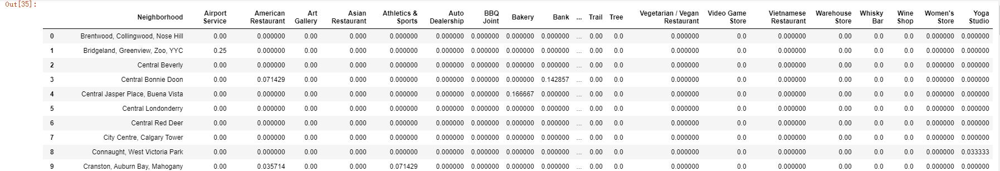 Out[35]:
Neighborhood Airport Service American Restaurant Art Gallery Asian Restaurant Athletics & Sports Auto Dealership BBQ Joint Bakery Bank ... Trail Tree Vegetarian / Vegan Restaurant Video Game Store Vietnamese Restaurant Warehouse Store Whisky Bar Wine Shop Women's Store Yoga Studio
0 Brentwood, Collingwood, Nose Hill 0.00 0.000000 0.00 0.000 0.000000 0.000000 0.000000 0.000000 0.000000 ... 0.00 0.0 0.000000 0.0 0.000000 0.00 0.0 0.0 0.000000 0.000000
1 Bridgeland, Greenview, Zoo, YYC 0.25 0.000000 0.00 0.000 0.000000 0.000000 0.000000 0.000000 0.000000 ... 0.00 0.0 0.000000 0.0 0.000000 0.00 0.0 0.0 0.000000 0.000000
2 Central Beverly 0.00 0.000000 0.00 0.000 0.000000 0.000000 0.000000 0.000000 0.000000 ... 0.00 0.0 0.000000 0.0 0.000000 0.00 0.0 0.0 0.000000 0.000000
3 Central Bonnie Doon 0.00 0.071429 0.00 0.000 0.000000 0.000000 0.000000 0.000000 0.142857 ... 0.00 0.0 0.000000 0.0 0.000000 0.00 0.0 0.0 0.000000 0.000000
4 Central Jasper Place, Buena Vista 0.00 0.000000 0.00 0.000 0.000000 0.000000 0.000000 0.166667 0.000000 ... 0.00 0.0 0.000000 0.0 0.000000 0.00 0.0 0.0 0.000000 0.000000
5 Central Londonderry 0.00 0.000000 0.00 0.000 0.000000 0.000000 0.000000 0.000000 0.000000 ... 0.00 0.0 0.000000 0.0 0.000000 0.00 0.0 0.0 0.000000 0.000000
6 Central Red Deer 0.00 0.000000 0.00 0.000 0.000000 0.000000 0.000000 0.000000 0.000000 ... 0.00 0.0 0.000000 0.0 0.000000 0.00 0.0 0.0 0.000000 0.000000
7 City Centre, Calgary Tower 0.00 0.000000 0.00 0.000 0.000000 0.000000 0.000000 0.000000 0.000000 ... 0.00 0.0 0.000000 0.0 0.000000 0.00 0.0 0.0 0.000000 0.000000
8 Connaught, West Victoria Park 0.00 0.000000 0.00 0.000 0.000000 0.000000 0.000000 0.000000 0.000000 ... 0.00 0.0 0.000000 0.0 0.000000 0.00 0.0 0.0 0.000000 0.033333
9 Cranston, Auburn Bay, Mahogany 0.00 0.035714 0.00 0.000 0.071429 0.000000 0.000000 0.000000 0.000000 ... 0.00 0.0 0.000000 0.0 0.000000 0.00 0.0 0.0 0.000000 0.000000